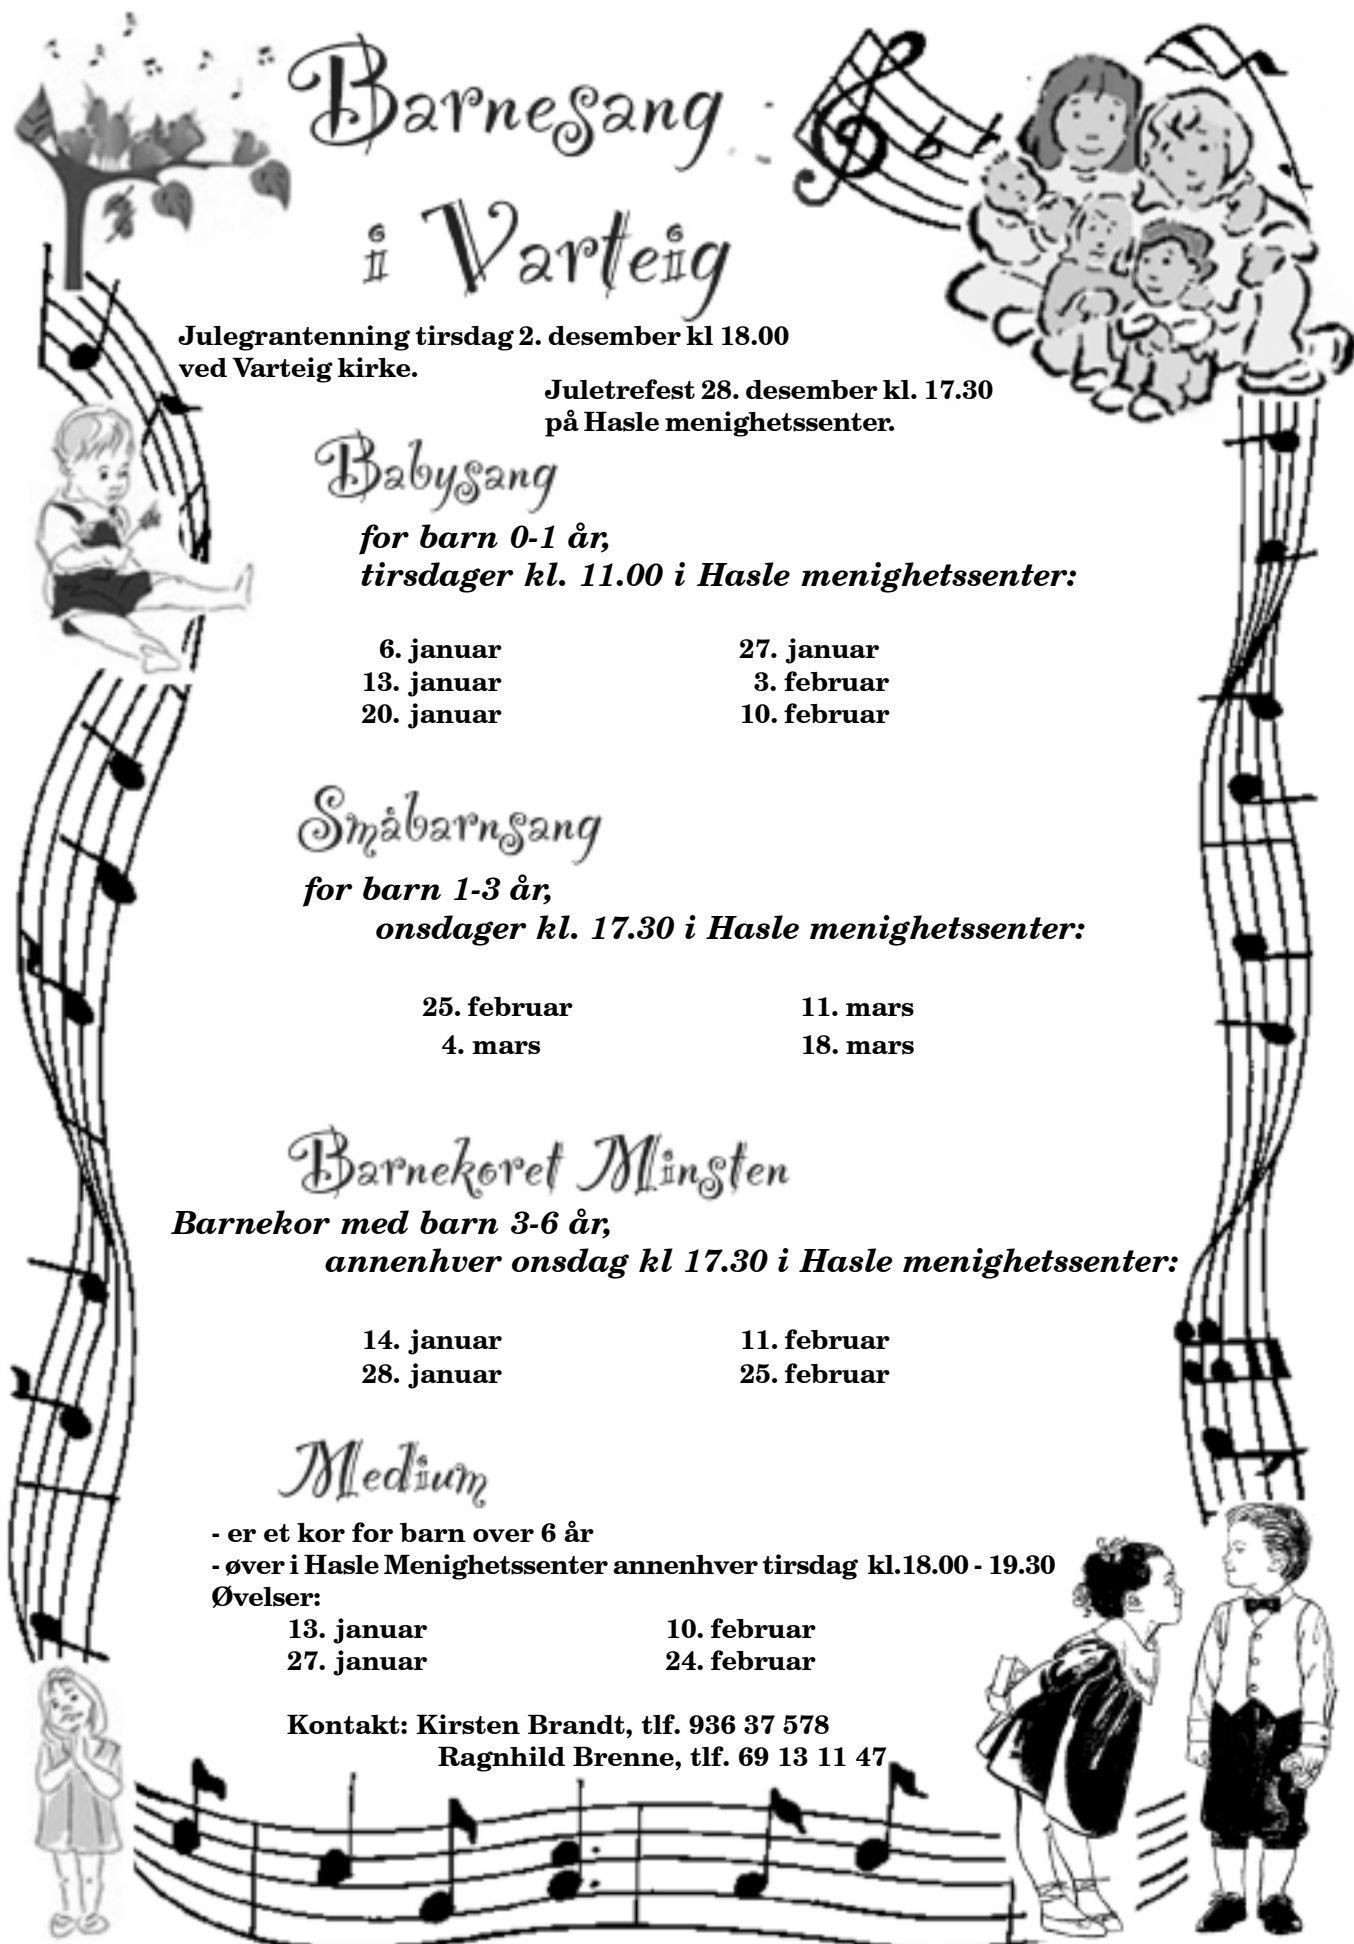 Barnesang
i Varteig
Julegrantenning tirsdag 2. desember kl 18.00
ved Varteig kirke.
Juletrefest 28. desember kl. 17.30
på Hasle menighetssenter.
Babysang
for barn 0-1 år,
tirsdager kl. 11.00 i Hasle menighetssenter:
6. januar 27. januar
13. januar 3. februar
20. januar 10. februar
Småbarnsang
for barn 1-3 år,
onsdager kl. 17.30 i Hasle menighetssenter:
25. februar 11. mars
4. mars 18. mars
Barnekoret Minsten
Barnekor med barn 3-6 år,
annenhver onsdag kl 17.30 i Hasle menighetssenter:
14. januar 11. februar
28. januar 25. februar
Medium
- er et kor for barn over 6 år
- øver i Hasle Menighetssenter annenhver tirsdag kl.18.00 - 19.30
Øvelser:
13. januar 10. februar
27. januar 24. februar
Kontakt: Kirsten Brandt, tlf. 936 37 578
Ragnhild Brenne, tlf. 69 13 11 47